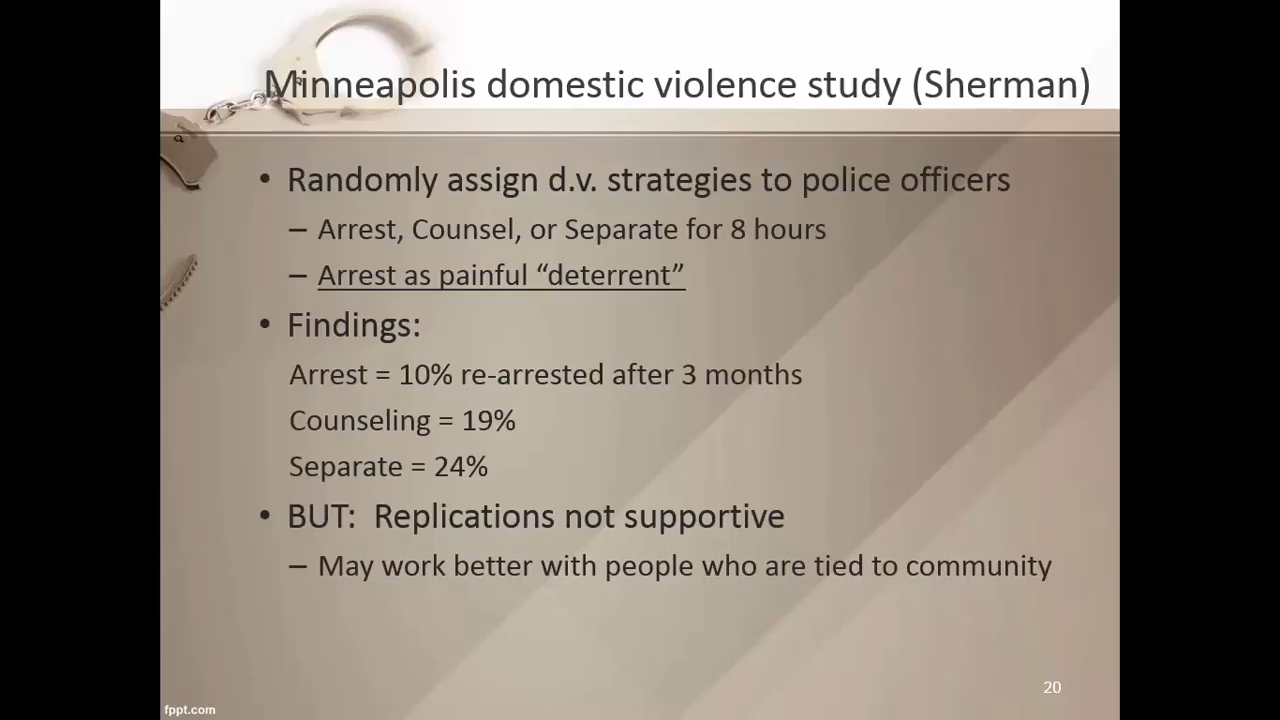 Minneapolis domestic violence study (Sherman)
• Randomly assign d.v. strategies to police officers
– Arrest, Counsel, or Separate for 8 hours
– Arrest as painful “deterrent”
• Findings:
Arrest = 10% re-arrested after 3 months
Counseling = 19%
Separate = 24%
• BUT:  Replications not supportive
– May work better with people who are tied to community
20
fppt.com